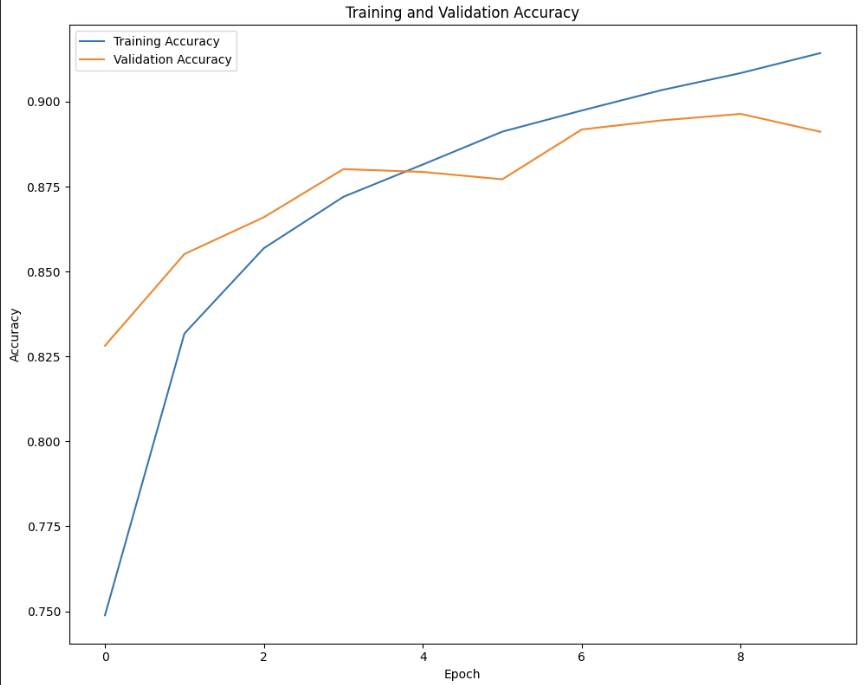 Training and Validation Accuracy
Training Accuracy
Validation Accuracy
0.900
0.875
0.850
0.825
0.800
0.775
0.750
Accuracy
0 2 4 6 8
Epoch